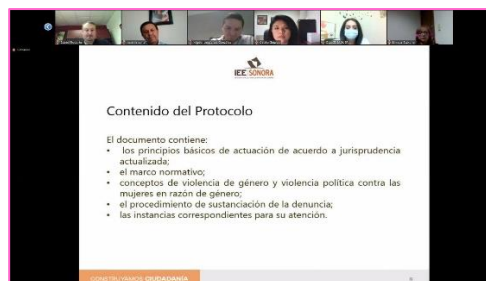 IEE SONORA
Contenido del Protocolo
El documento contiene:
• los principios básicos de actuación de acuerdo a jurisprudencia
actualizada;
• el marco normativo;
• conceptos de violencia de género y violencia política contra las
mujeres en razón de género;
• el procedimiento de sustanciación de la denuncia;
• las instancias correspondientes para su atención.
CONSTRUYAMOS CIUDADANÍA